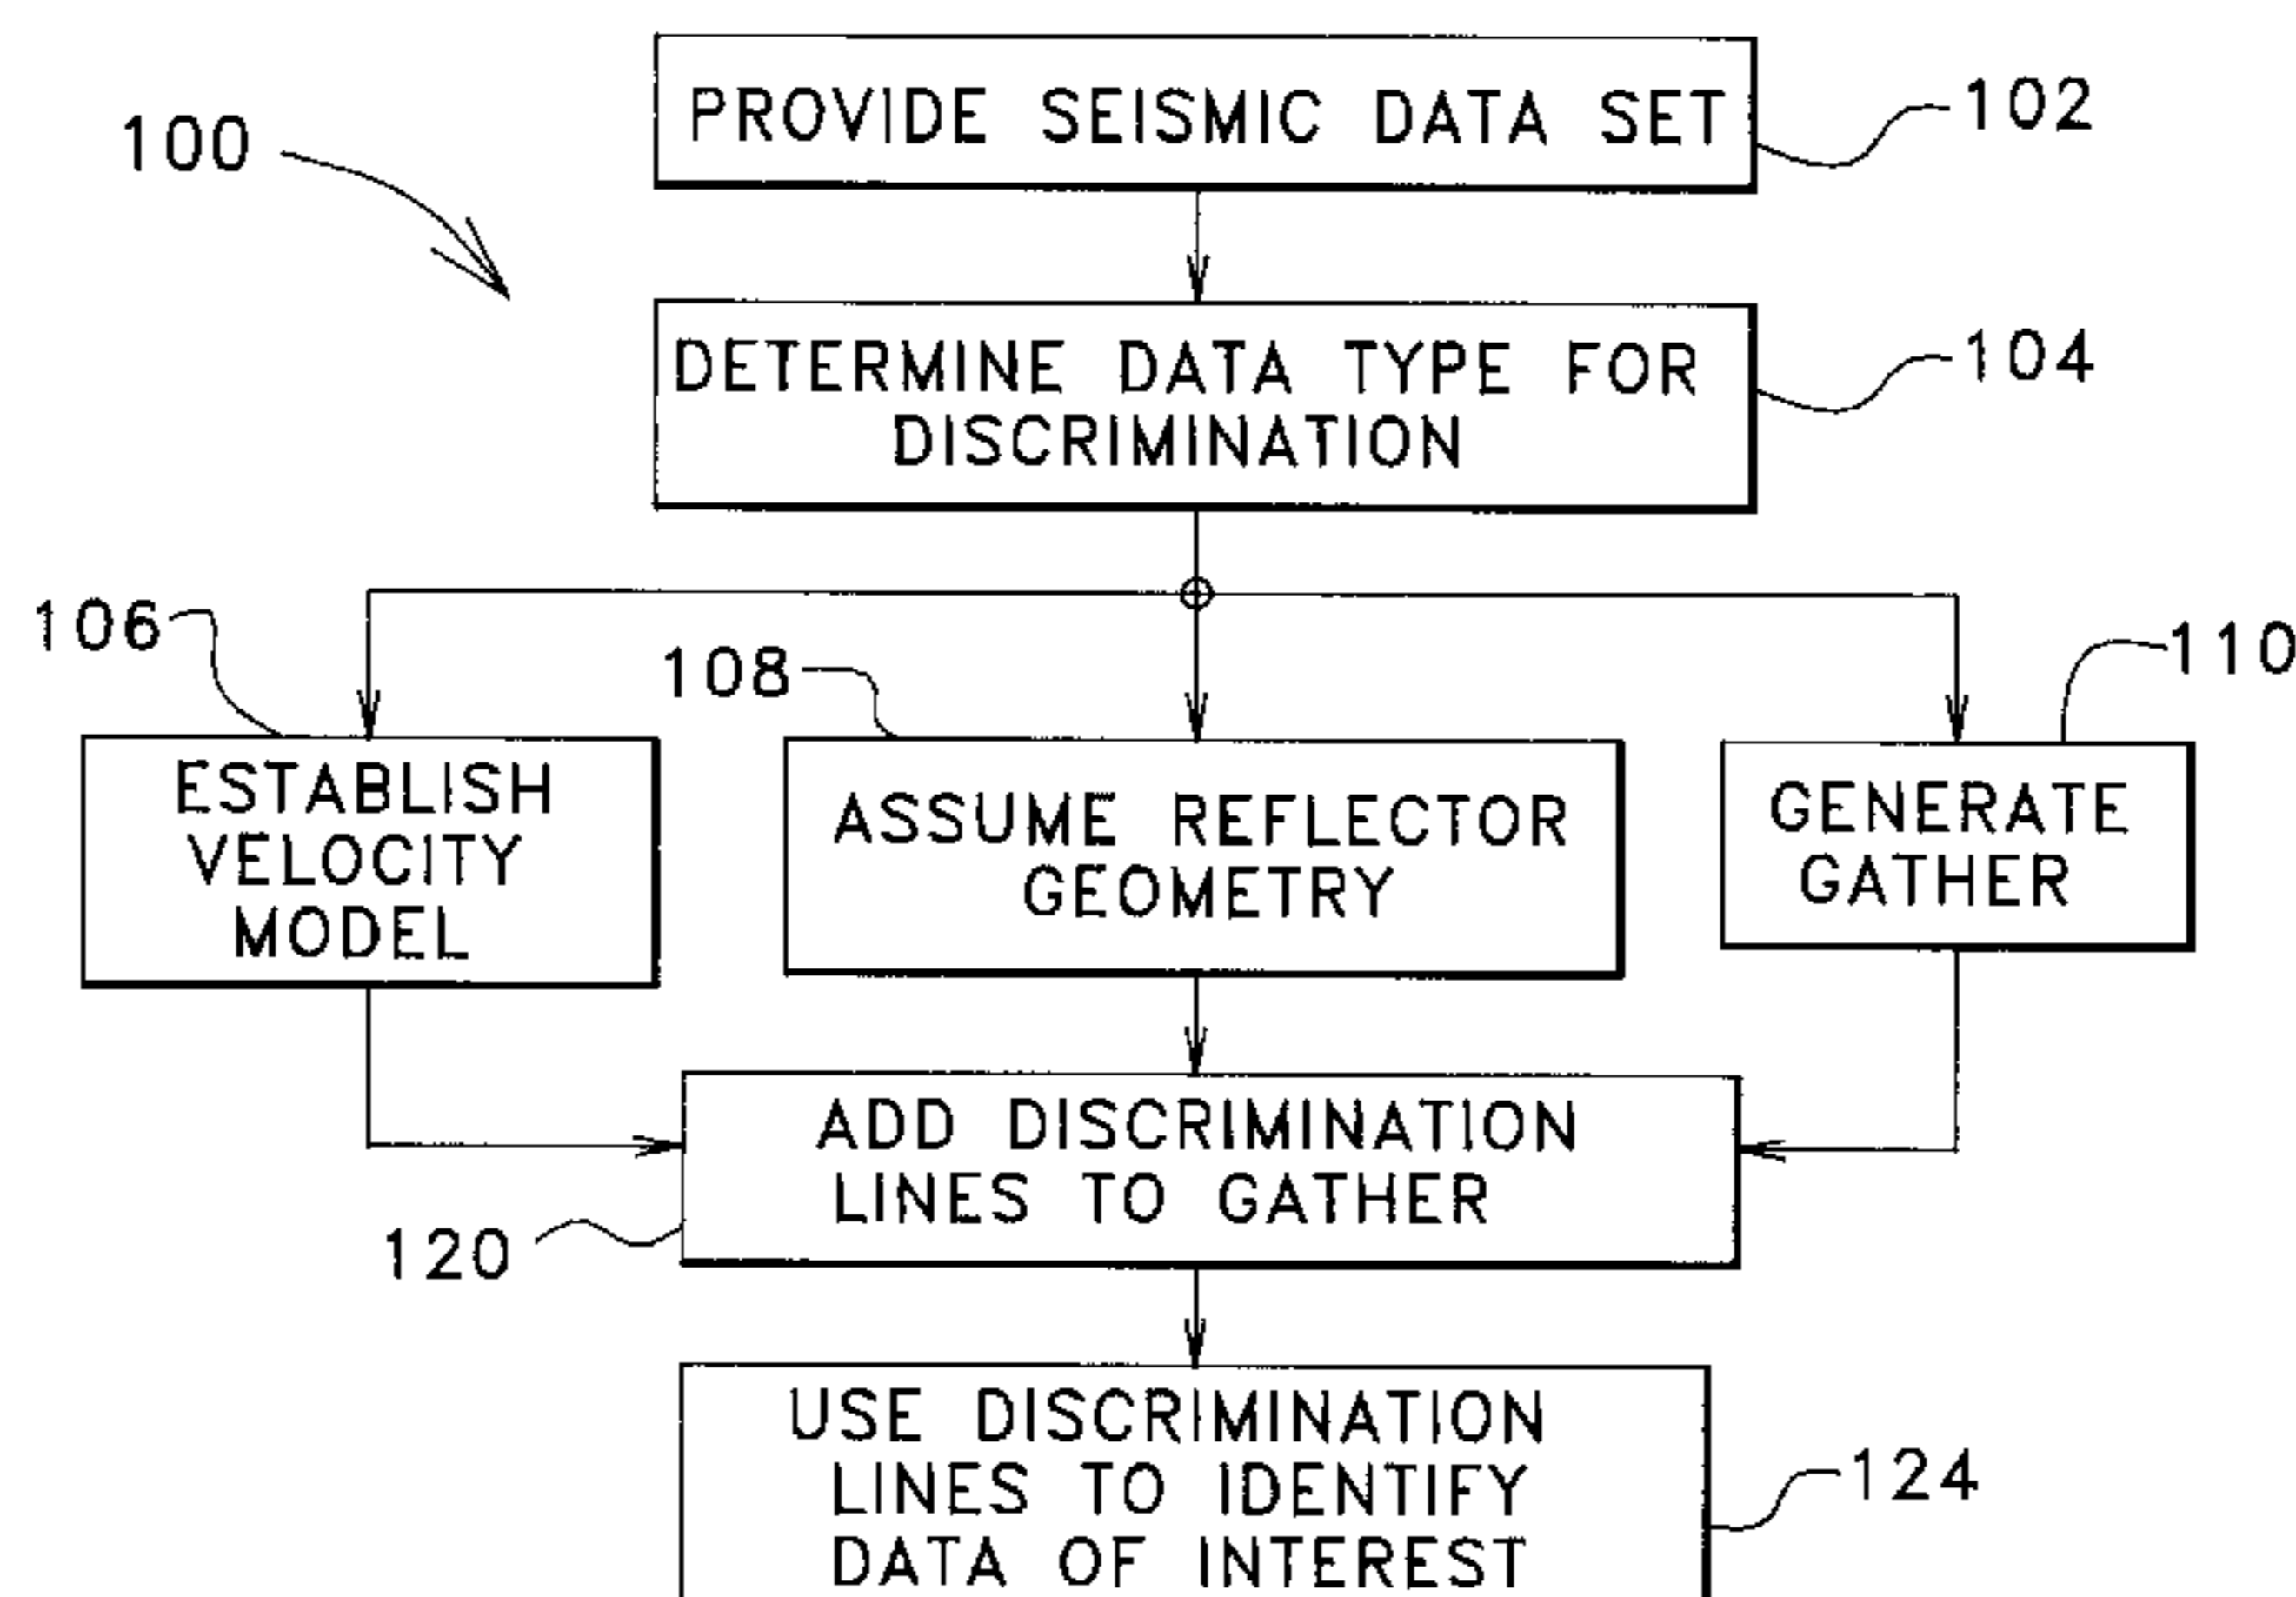 100
PROVIDE SEISMIC DATA SET
102
DETERMINE DATA TYPE FOR
DISCRIMINATION
104
106
108
110
ESTABLISH
VELOCITY
MODEL
ASSUME REFLECTOR
GEOMETRY
GENERATE
GATHER
ADD DISCRIMINATION
LINES TO GATHER
120
USE DISCRIMINATION
LINES TO IDENTIFY
DATA OF INTEREST
124